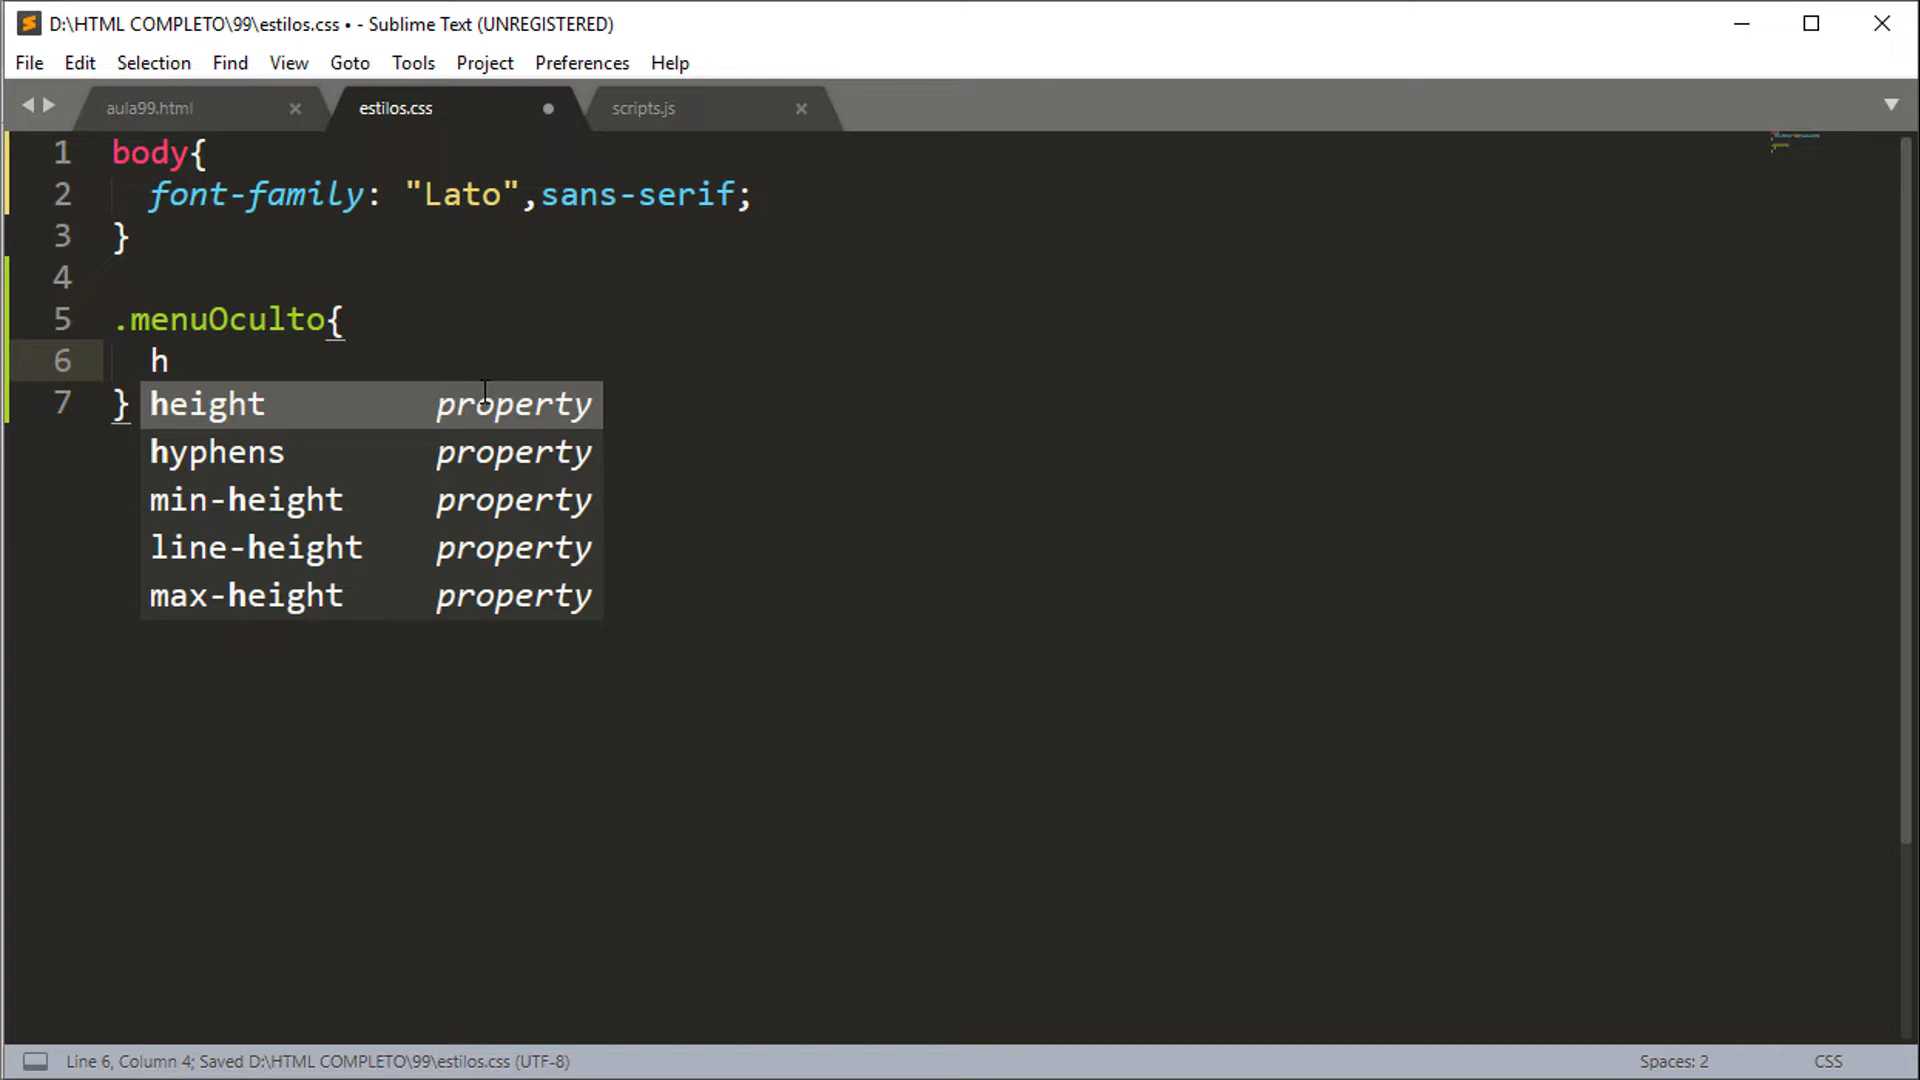 D:\HTML COMPLETO\99\estilos.css • - Sublime Text (UNREGISTERED)
File Edit Selection Find View Goto Tools Project Preferences Help
aula99.html estilos.css scripts.js
1 body{
2 font-family: "Lato",sans-serif;
3 }
4
5 .menuOculto{
6 h
7 }
height property
hyphens property
min-height property
line-height property
max-height property
Line 6, Column 4; Saved D:\HTML COMPLETO\99\estilos.css (UTF-8) Spaces: 2 CSS